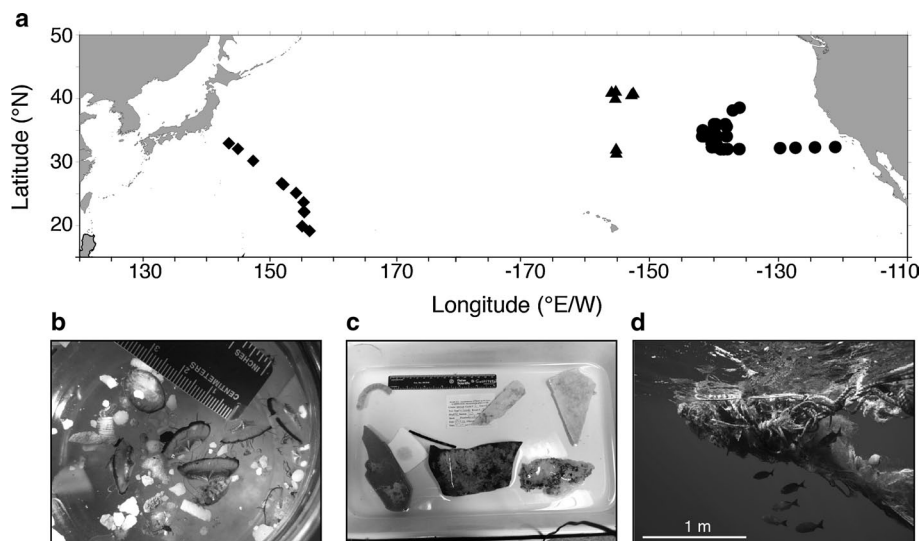 a
50
40
30
20
Latitude (°N)
130
150
170
-170
-150
-130
-110
Longitude (°E/W)
b
c
d
INCHES
CENTIMETERS
1 m